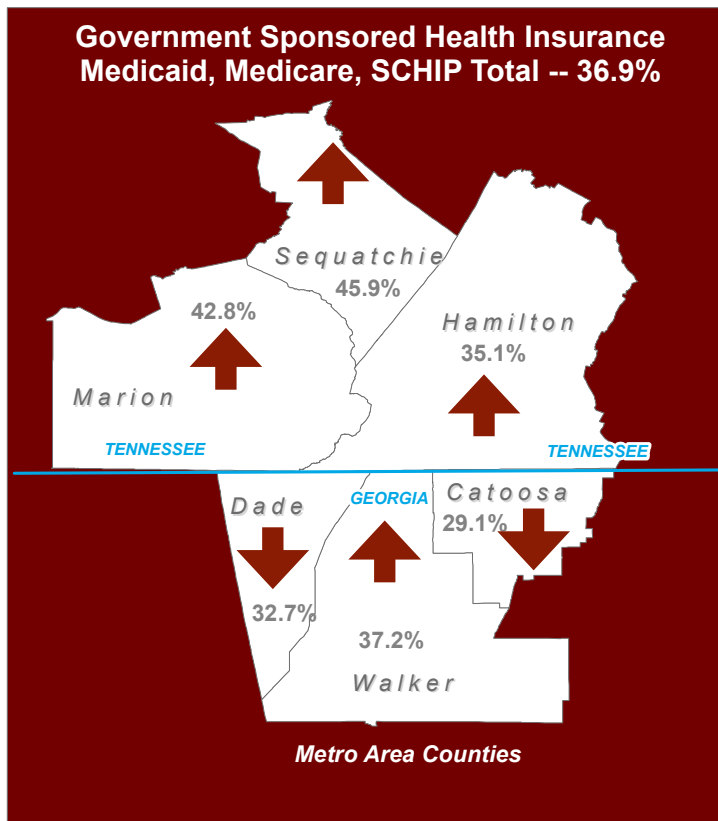 Government Sponsored Health Insurance
Medicaid, Medicare, SCHIP Total -- 36.9%
Sequatchie
45.9%
42.8%
Marion
Hamilton
35.1%
TENNESSEE
TENNESSEE
Dade
32.7%
GEORGIA
Catoosa
29.1%
37.2%
Walker
Metro Area Counties